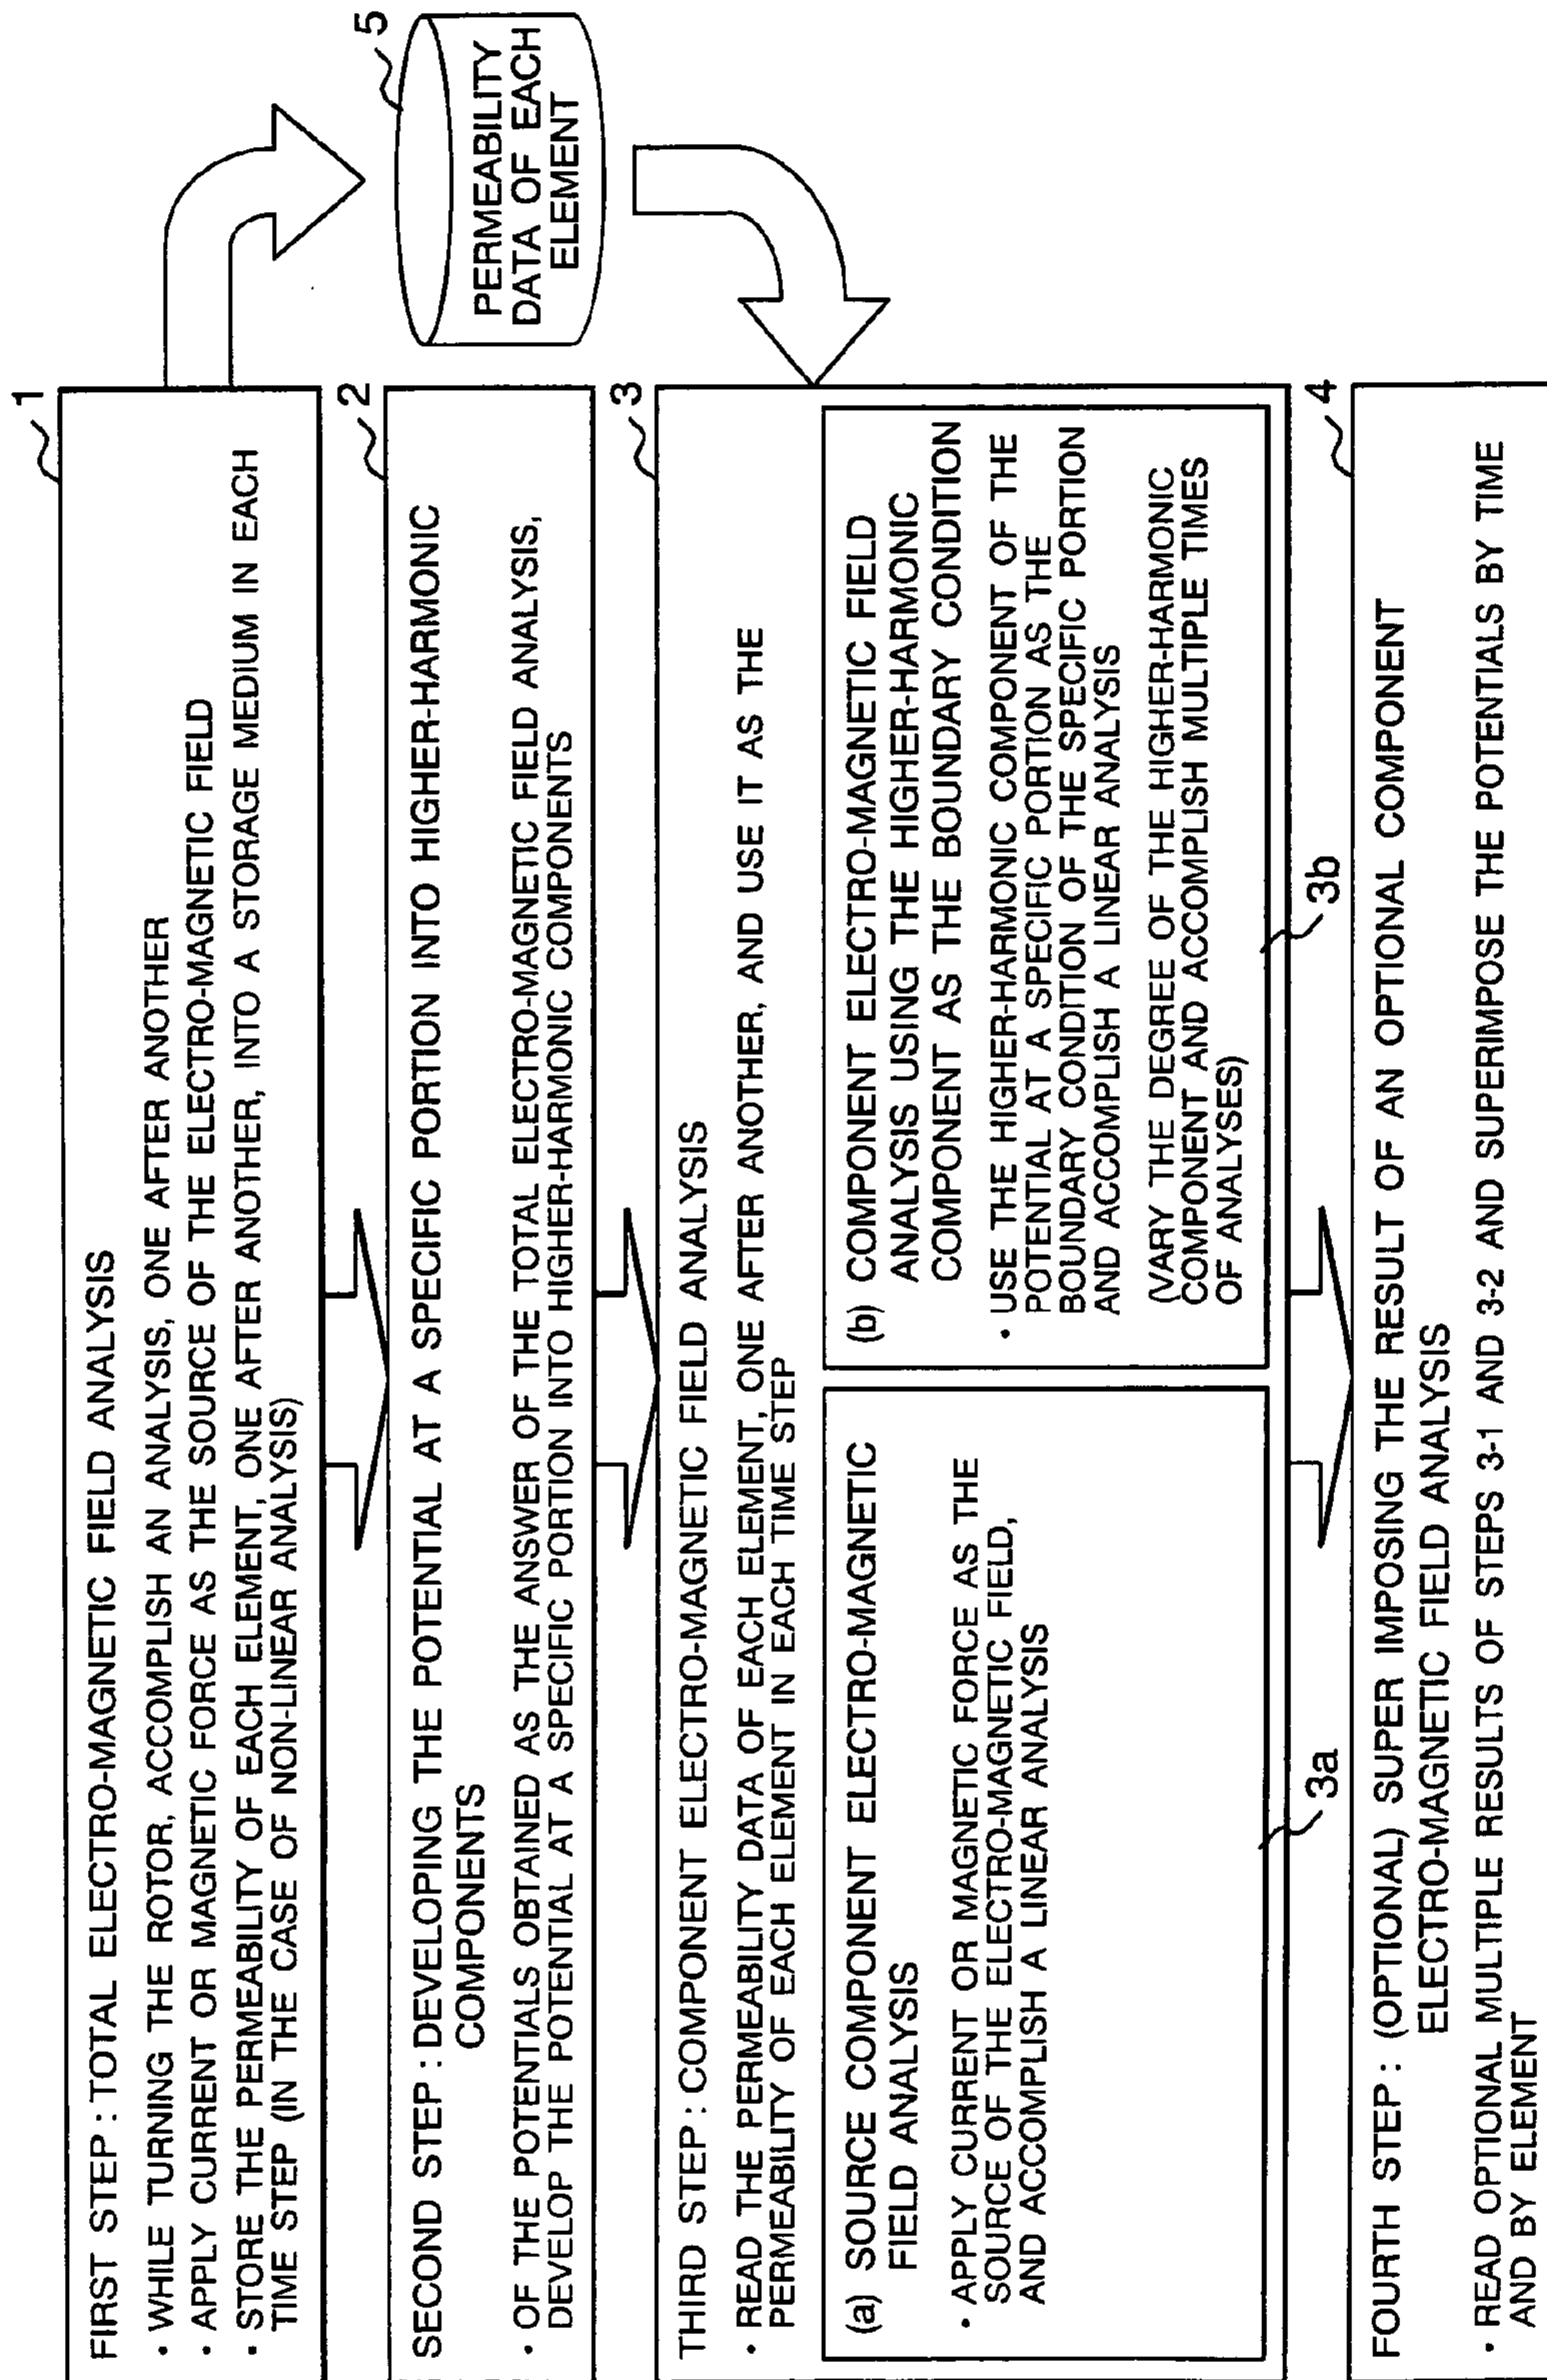 1
FIRST STEP : TOTAL ELECTRO-MAGNETIC FIELD ANALYSIS
• WHILE TURNING THE ROTOR, ACCOMPLISH AN ANALYSIS, ONE AFTER ANOTHER
• APPLY CURRENT OR MAGNETIC FORCE AS THE SOURCE OF THE ELECTRO-MAGNETIC FIELD
• STORE THE PERMEABILITY OF EACH ELEMENT, ONE AFTER ANOTHER, INTO A STORAGE MEDIUM IN EACH
TIME STEP (IN THE CASE OF NON-LINEAR ANALYSIS)
5
PERMEABILITY
DATA OF EACH
ELEMENT
2
SECOND STEP : DEVELOPING THE POTENTIAL AT A SPECIFIC PORTION INTO HIGHER-HARMONIC
COMPONENTS
• OF THE POTENTIALS OBTAINED AS THE ANSWER OF THE TOTAL ELECTRO-MAGNETIC FIELD ANALYSIS,
DEVELOP THE POTENTIAL AT A SPECIFIC PORTION INTO HIGHER-HARMONIC COMPONENTS
3
THIRD STEP : COMPONENT ELECTRO-MAGNETIC FIELD ANALYSIS
• READ THE PERMEABILITY DATA OF EACH ELEMENT, ONE AFTER ANOTHER, AND USE IT AS THE
PERMEABILITY OF EACH ELEMENT IN EACH TIME STEP
(a) SOURCE COMPONENT ELECTRO-MAGNETIC
FIELD ANALYSIS
• APPLY CURRENT OR MAGNETIC FORCE AS THE
SOURCE OF THE ELECTRO-MAGNETIC FIELD,
AND ACCOMPLISH A LINEAR ANALYSIS
3a
(b) COMPONENT ELECTRO-MAGNETIC FIELD
ANALYSIS USING THE HIGHER-HARMONIC
COMPONENT AS THE BOUNDARY CONDITION
• USE THE HIGHER-HARMONIC COMPONENT OF THE
POTENTIAL AT A SPECIFIC PORTION AS THE
BOUNDARY CONDITION OF THE SPECIFIC PORTION
AND ACCOMPLISH A LINEAR ANALYSIS
(VARY THE DEGREE OF THE HIGHER-HARMONIC
COMPONENT AND ACCOMPLISH MULTIPLE TIMES
OF ANALYSES)
3b
4
FOURTH STEP : (OPTIONAL) SUPER IMPOSING THE RESULT OF AN OPTIONAL COMPONENT
ELECTRO-MAGNETIC FIELD ANALYSIS
• READ OPTIONAL MULTIPLE RESULTS OF STEPS 3-1 AND 3-2 AND SUPERIMPOSE THE POTENTIALS BY TIME
AND BY ELEMENT